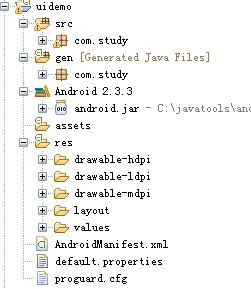 uidemo
src
com.study
gen [Generated Java Files]
com.study
Android 2.3.3
android.jar - C:\javatools\an
assets
res
drawable-hdpi
drawable-ldpi
drawable-mdpi
layout
values
AndroidManifest.xml
default.properties
proguard.cfg